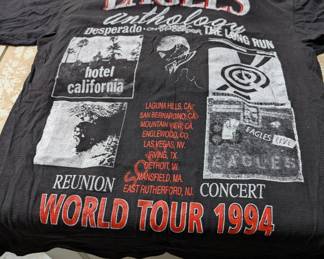 EAGLES
anthology
Desperado
THE LONG RUN
hotel
california
EAGLES LIVE
EAGLES
LAGUNA HILLS, CA.
SAN BERNARDINO, CA.
MOUNTAIN VIEW, CA.
ENGLEWOOD, CO.
LAS VEGAS, NV.
IRVING, TX.
DETROIT, MI.
MANSFIELD, MA.
EAST RUTHERFORD, NJ.
REUNION
CONCERT
WORLD TOUR 1994